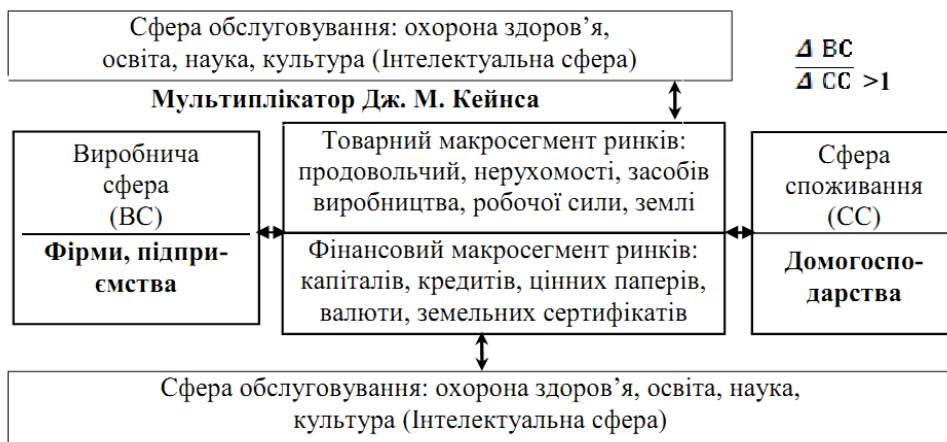 Сфера обслуговування: охорона здоров’я,
освіта, наука, культура (Інтелектуальна сфера)
Δ ВС
Δ СС >1
Мультиплікатор Дж. М. Кейнса
Виробнича
сфера
(ВС)
Фірми, підпри-
ємства
Товарний макросегмент ринків:
продовольчий, нерухомості, засобів
виробництва, робочої сили, землі
Фінансовий макросегмент ринків:
капіталів, кредитів, цінних паперів,
валюти, земельних сертифікатів
Сфера
споживання
(СС)
Домогоспо-
дарства
Сфера обслуговування: охорона здоров’я, освіта, наука,
культура (Інтелектуальна сфера)